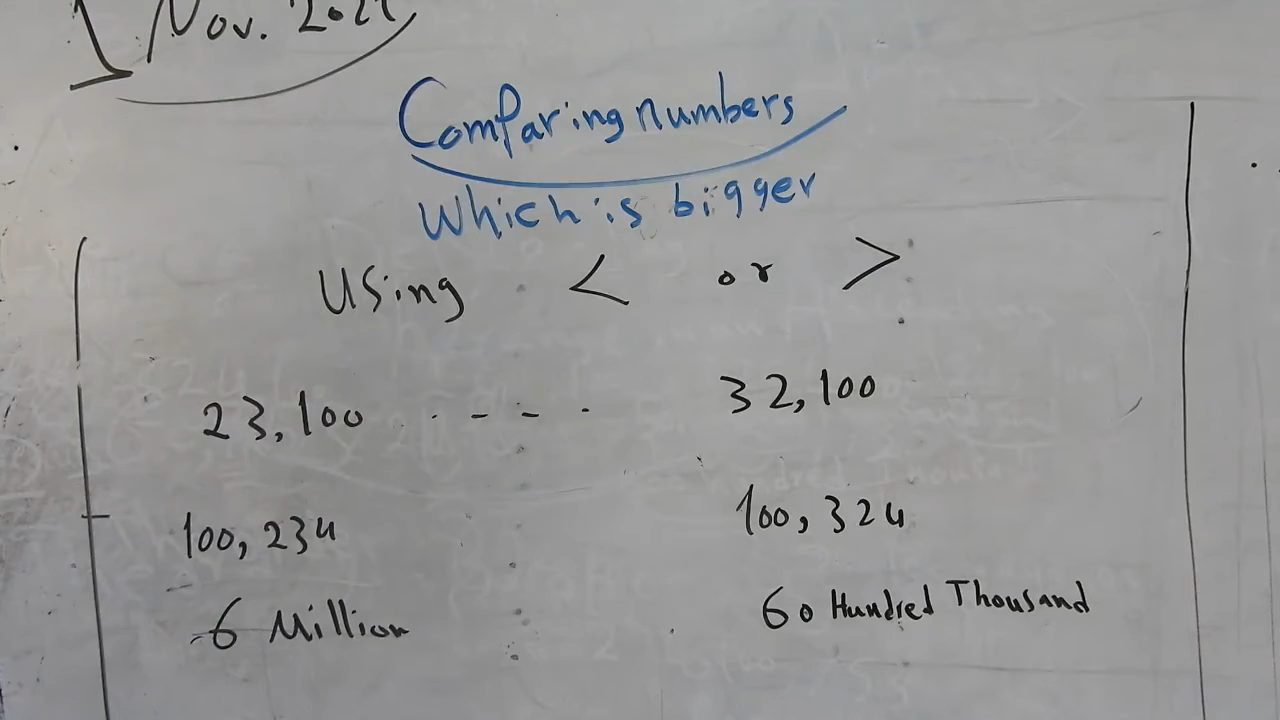 1 Nov. 2021
Comparing numbers
Which is bigger
Using < or >
23,100 . - - . 32,100
100,234 100,324
6 Million 60 Hundred Thousand